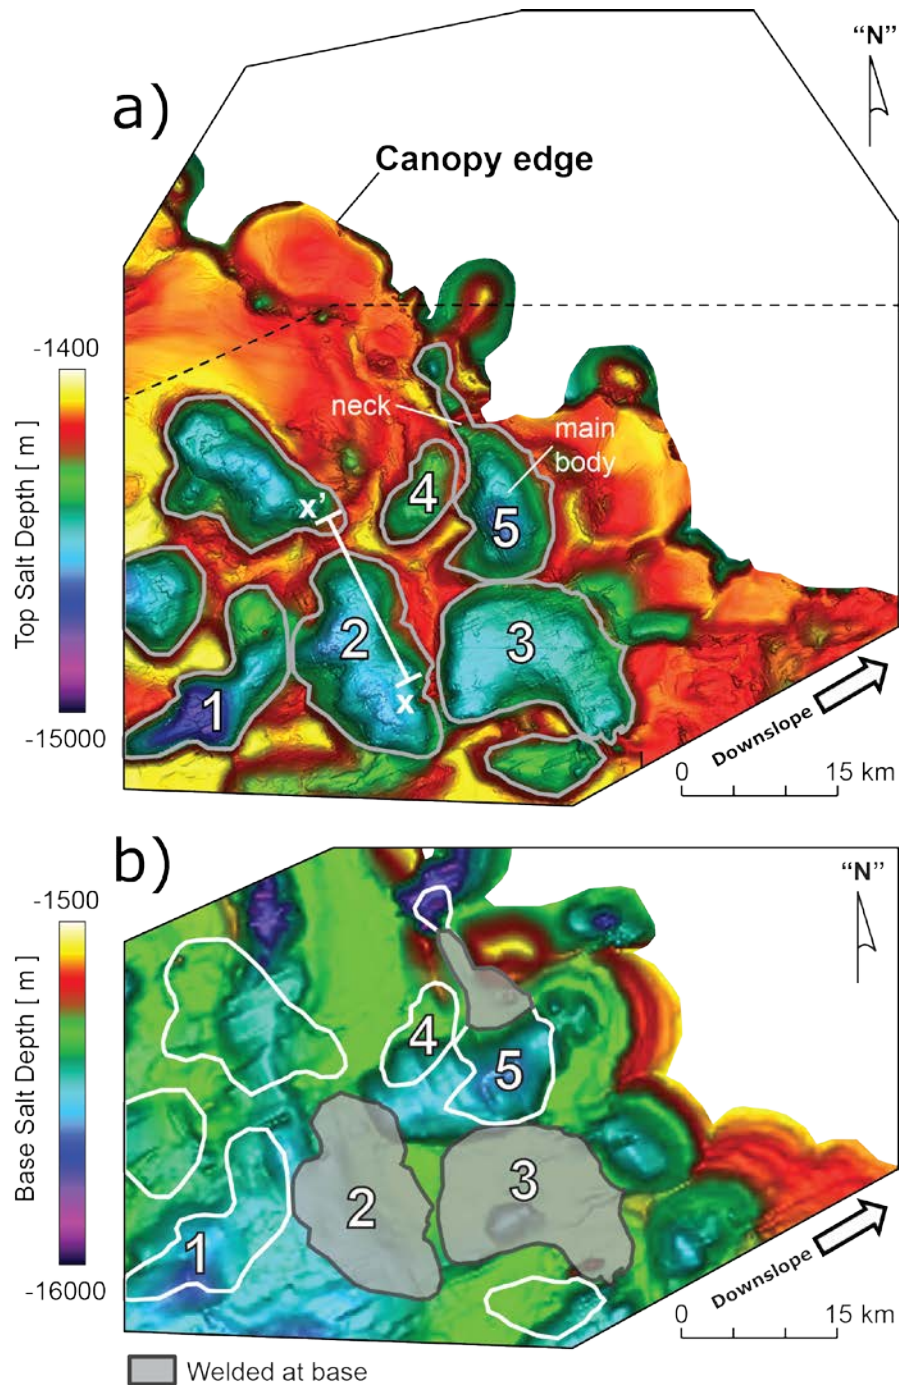 a)
“N”
Canopy edge
-1400
Top Salt Depth [ m ]
-15000
neck
main
body
x'
x
1
2
3
4
5
Downslope
0 15 km
b)
“N”
-1500
Base Salt Depth [ m ]
-16000
4
5
2
3
1
Downslope
0 15 km
Welded at base